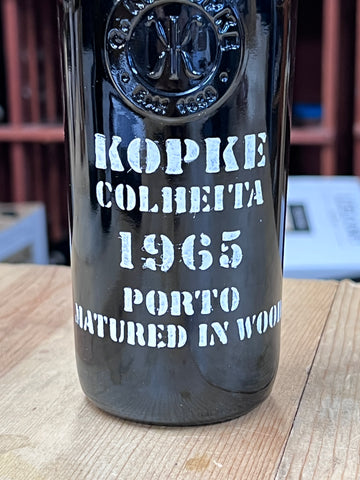 KOPKE
COLHEITA
1965
PORTO
MATURED IN WOOD